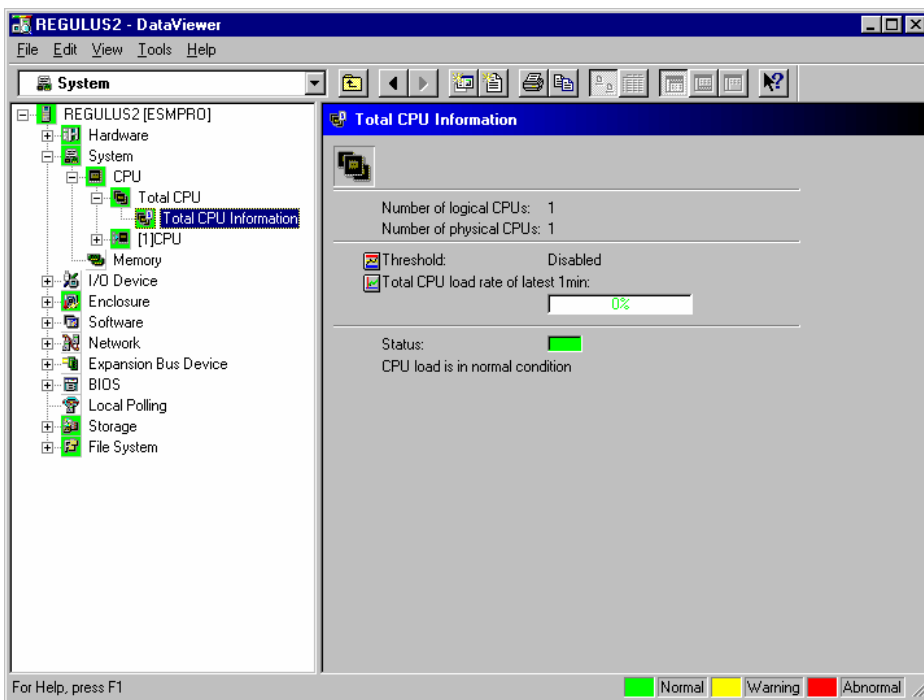 REGULUS2 - DataViewer
File Edit View Tools Help
System
REGULUS2 [ESMPRO]
Hardware
System
CPU
Total CPU
Total CPU Information
[1]CPU
Memory
I/O Device
Enclosure
Software
Network
Expansion Bus Device
BIOS
Local Polling
Storage
File System
Total CPU Information
Number of logical CPUs: 1
Number of physical CPUs: 1
Threshold: Disabled
Total CPU load rate of latest 1min:
0%
Status:
CPU load is in normal condition
For Help, press F1
Normal Warning Abnormal